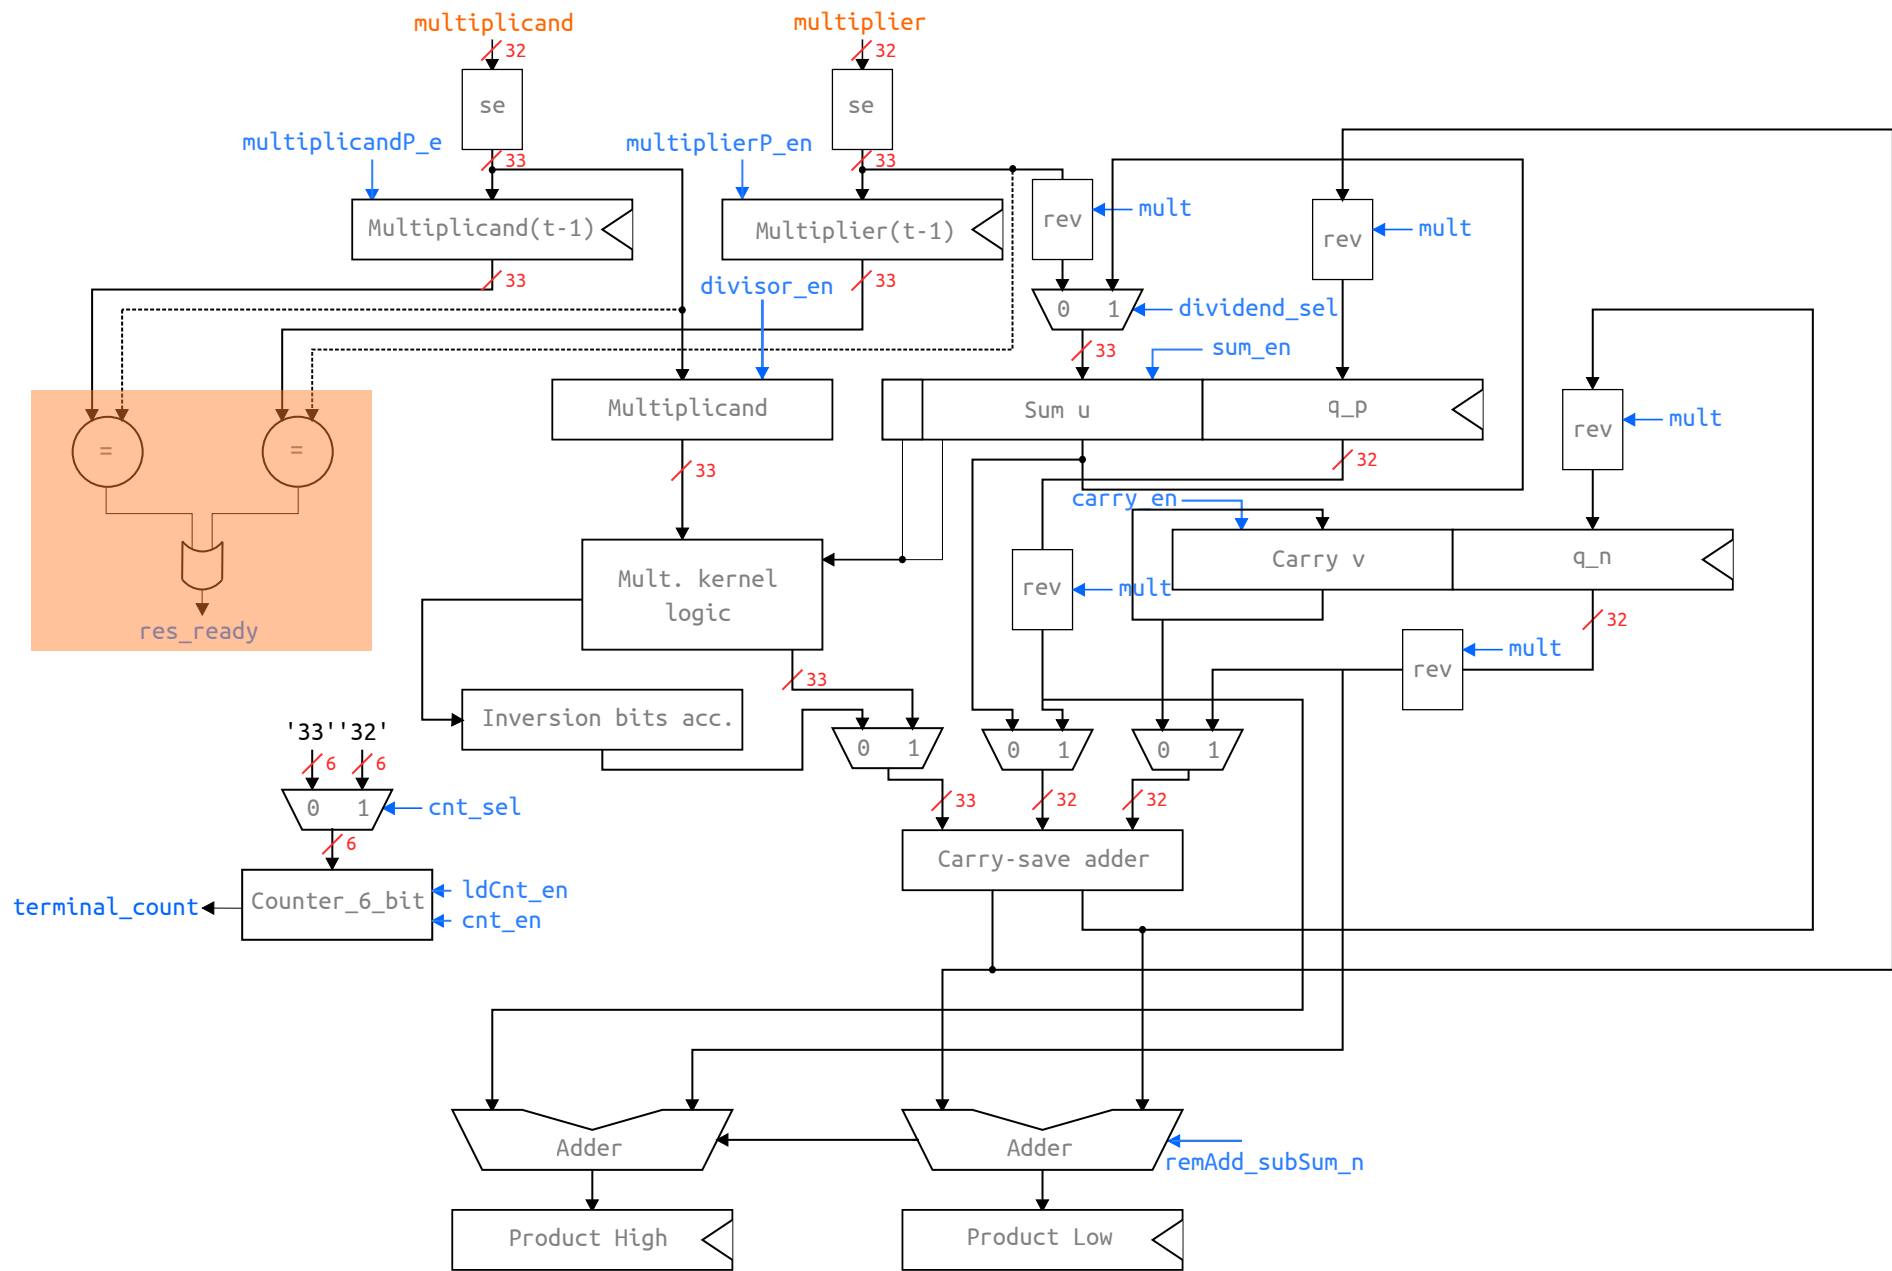 multiplicand
multiplier
32
32
se
se
multiplicandP_e
multiplierP_en
33
33
mult
rev
mult
rev
Multiplicand(t-1)
Multiplier(t-1)
33
33
divisor_en
0 1
dividend_sel
33
sum_en
Multiplicand
Sum u
q_p
mult
rev
=
=
33
32
carry_en
Carry v
q_n
Mult. kernel
logic
rev
mult
32
res_ready
mult
rev
33
Inversion bits acc.
'33' '32'
0 1
0 1
0 1
6
6
0 1
cnt_sel
33
32
32
6
Carry-save adder
ldCnt_en
Counter_6_bit
terminal_count
cnt_en
Adder
Adder
remAdd_subSum_n
Product High
Product Low